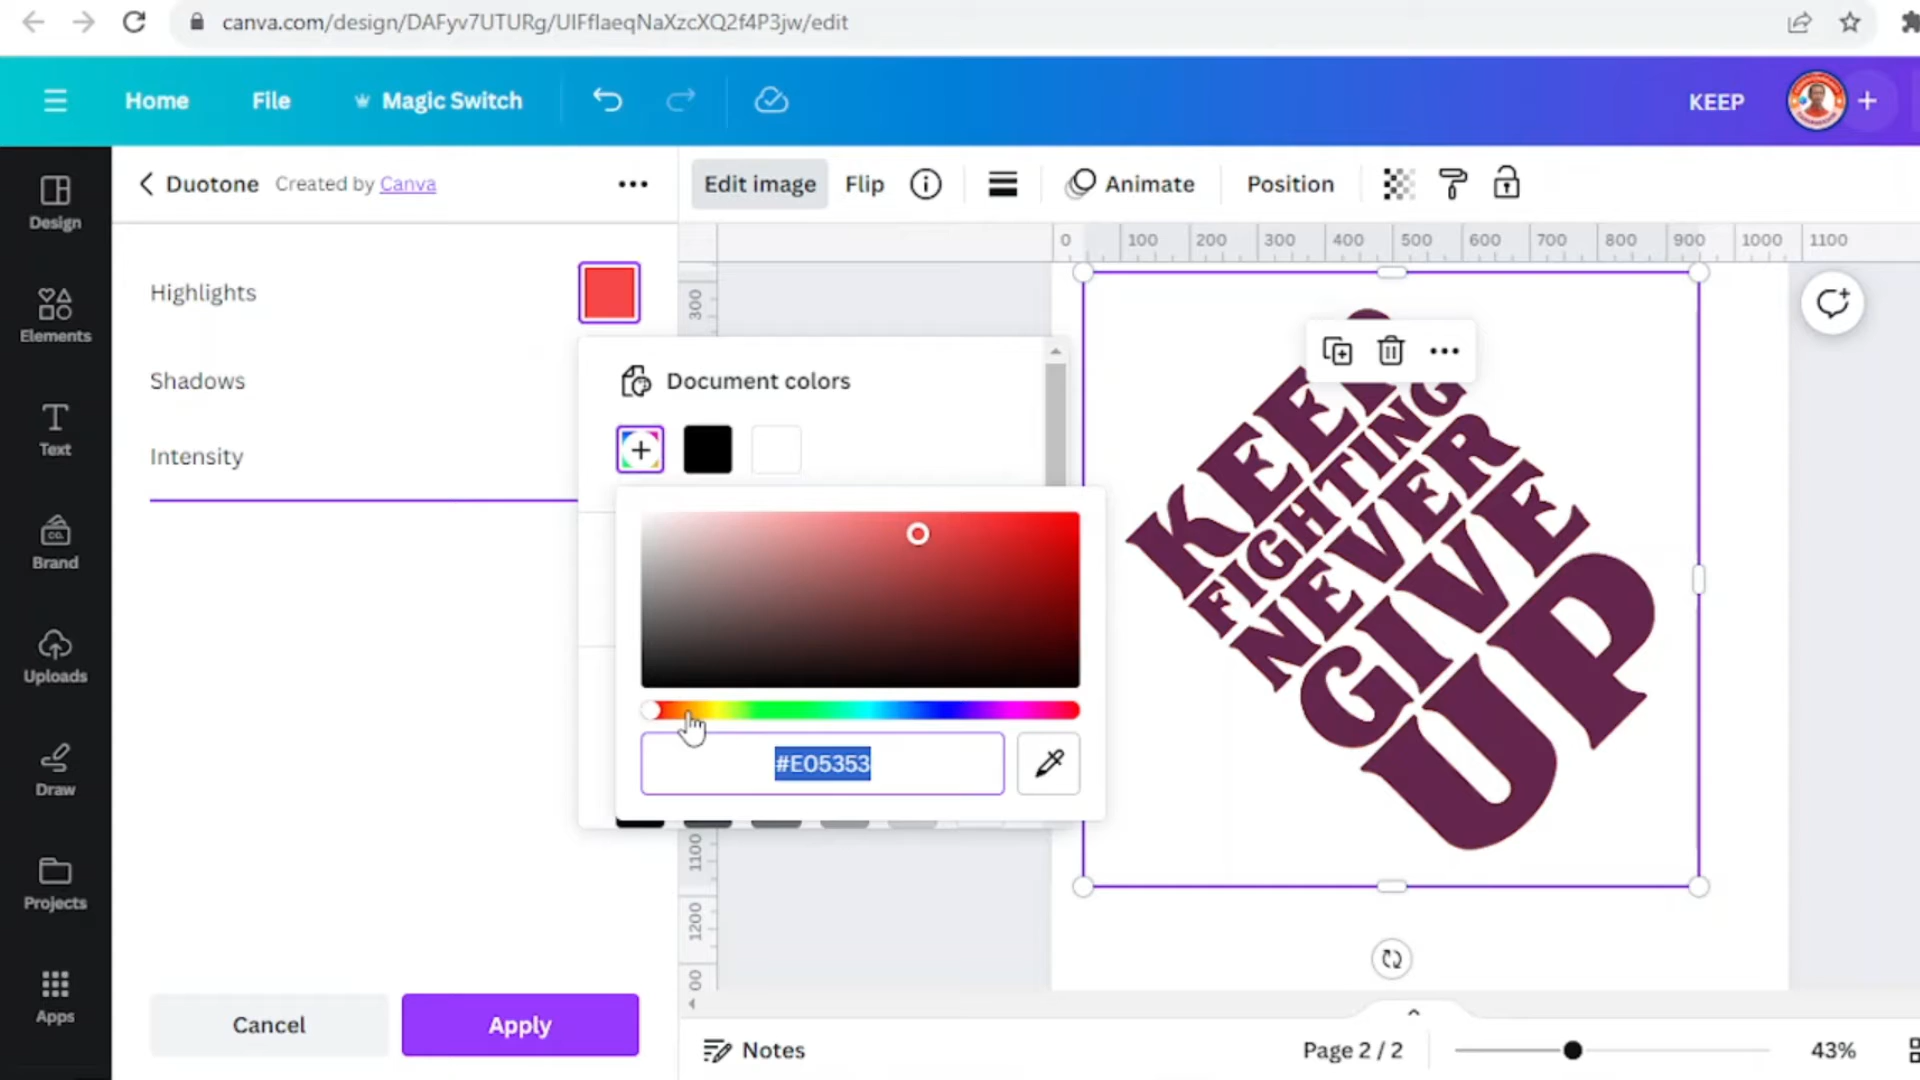 canva.com/design/DAFyv7UTURg/UIFflaeqNaXzcXQ2f4P3jw/edit
Home File Magic Switch KEEP
Design
Elements
Text
Brand
CO.
Uploads
Draw
Projects
Apps
Duotone Created by Canva
Highlights
Shadows
Intensity
Cancel Apply
Document colors
#E05353
Edit image Flip Animate Position
0 100 200 300 400 500 600 700 800 900 1000 1100
300
1100
1200
00
KEEP
FIGHTING
NEVER
GIVE
UP
Notes Page 2 / 2 43%